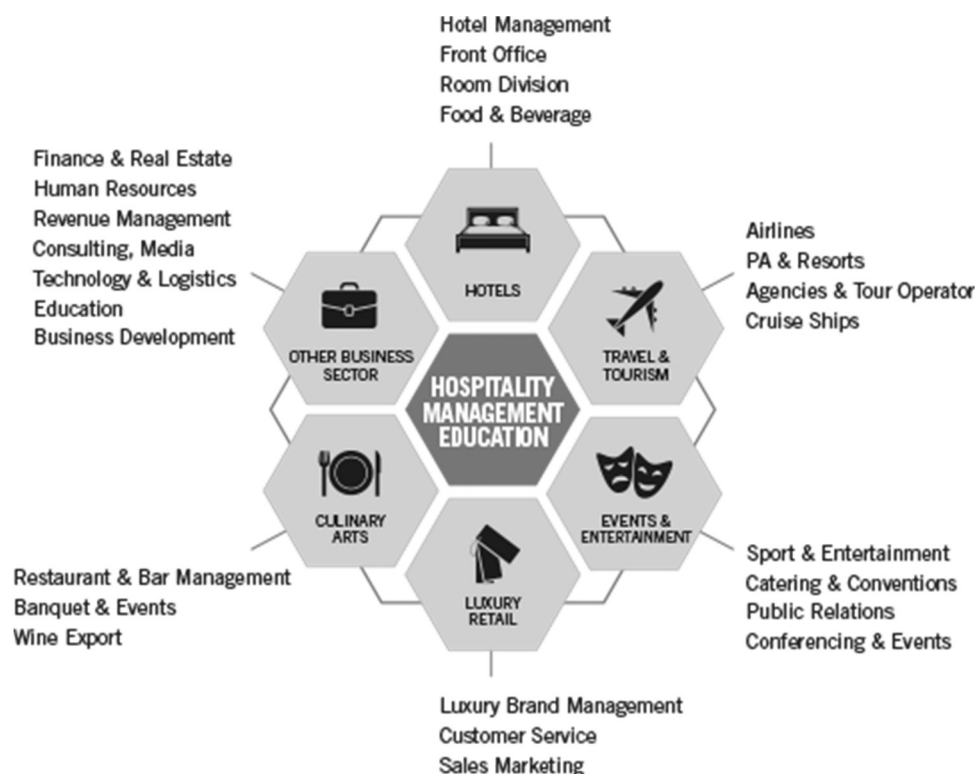 Hotel Management
Front Office
Room Division
Food & Beverage
Finance & Real Estate
Human Resources
Revenue Management
Consulting, Media
Technology & Logistics
Education
Business Development
Airlines
PA & Resorts
Agencies & Tour Operator
Cruise Ships
HOTELS
OTHER BUSINESS
SECTOR
TRAVEL &
TOURISM
HOSPITALITY
MANAGEMENT
EDUCATION
CULINARY
ARTS
EVENTS &
ENTERTAINMENT
LUXURY
RETAIL
Restaurant & Bar Management
Banquet & Events
Wine Export
Sport & Entertainment
Catering & Conventions
Public Relations
Conferencing & Events
Luxury Brand Management
Customer Service
Sales Marketing